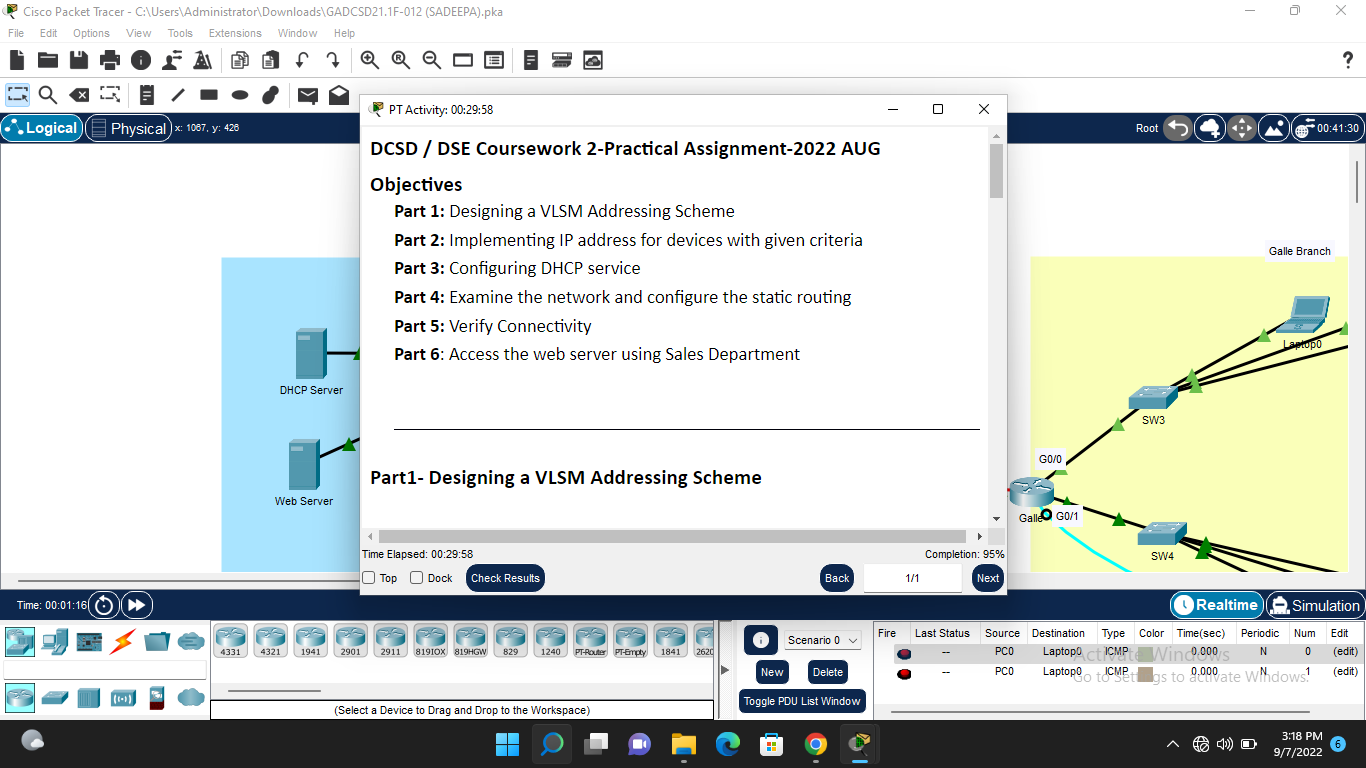 Cisco Packet Tracer - C:\Users\Administrator\Downloads\GADCSD21.1F-012 (SADEEPA).pka
File Edit Options View Tools Extensions Window Help
PT Activity: 00:29:58
Logical Physical x: 1067, y: 426
Root 00:41:30
DCSD / DSE Coursework 2-Practical Assignment-2022 AUG
Objectives
Part 1: Designing a VLSM Addressing Scheme
Part 2: Implementing IP address for devices with given criteria
Part 3: Configuring DHCP service
Part 4: Examine the network and configure the static routing
Part 5: Verify Connectivity
Part 6: Access the web server using Sales Department
Part1- Designing a VLSM Addressing Scheme
DHCP Server
Web Server
Galle Branch
Laptop0
SW3
G0/0
Galle G0/1
SW4
Time Elapsed: 00:29:58 Completion: 95%
Top Dock Check Results Back 1/1 Next
Time: 00:01:16 Realtime Simulation
4331 4321 1941 2901 2911 819IOX 819HGW 829 1240 PT-Router PT-Empty 1841 2620
(Select a Device to Drag and Drop to the Workspace)
Scenario 0
New Delete
Toggle PDU List Window
Fire Last Status Source Destination Type Color Time(sec) Periodic Num Edit
-- PC0 Laptop0 ICMP 0.000 N 0 (edit)
-- PC0 Laptop0 ICMP 0.000 N 1 (edit)
Activate Windows
Go to Settings to activate Windows.
3:18 PM
9/7/2022 6